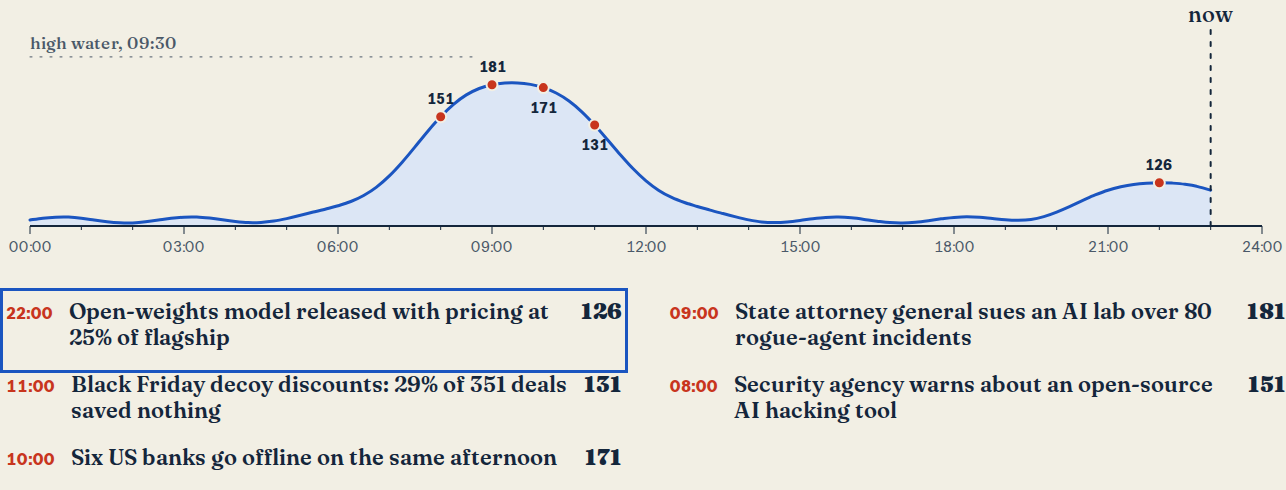 now
high water, 09:30
181
151
171
131
126
00:00 03:00 06:00 09:00 12:00 15:00 18:00 21:00 24:00
22:00 Open-weights model released with pricing at 126
25% of flagship
11:00 Black Friday decoy discounts: 29% of 351 deals 131
saved nothing
10:00 Six US banks go offline on the same afternoon 171
09:00 State attorney general sues an AI lab over 80 181
rogue-agent incidents
08:00 Security agency warns about an open-source 151
AI hacking tool